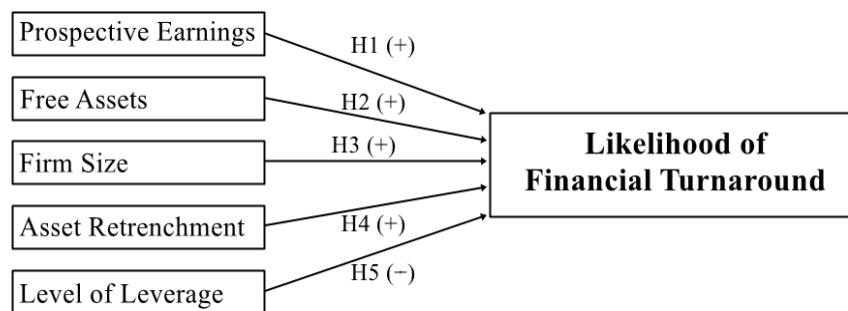 Prospective Earnings
H1 (+)
Free Assets
H2 (+)
Firm Size
H3 (+)
Asset Retrenchment
H4 (+)
Level of Leverage
H5 (−)
Likelihood of
Financial Turnaround